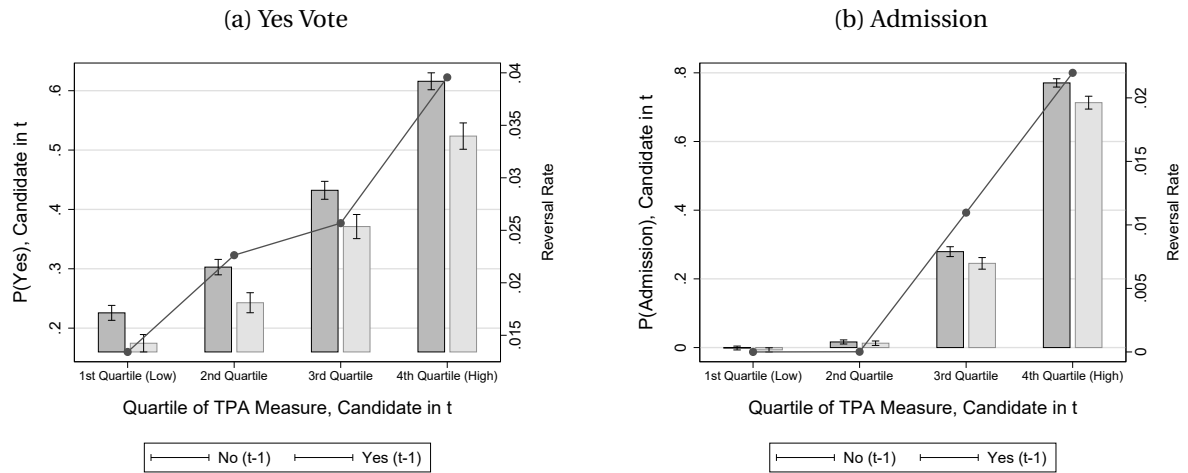 (a) Yes Vote
P(Yes), Candidate in t
.6
.5
.4
.3
.2
.04
.035
.03
.025
.02
.015
Reversal Rate
1st Quartile (Low) 2nd Quartile 3rd Quartile 4th Quartile (High)
Quartile of TPA Measure, Candidate in t
No (t-1) Yes (t-1)
(b) Admission
P(Admission), Candidate in t
.8
.6
.4
.2
0
.02
.015
.01
.005
0
Reversal Rate
1st Quartile (Low) 2nd Quartile 3rd Quartile 4th Quartile (High)
Quartile of TPA Measure, Candidate in t
No (t-1) Yes (t-1)